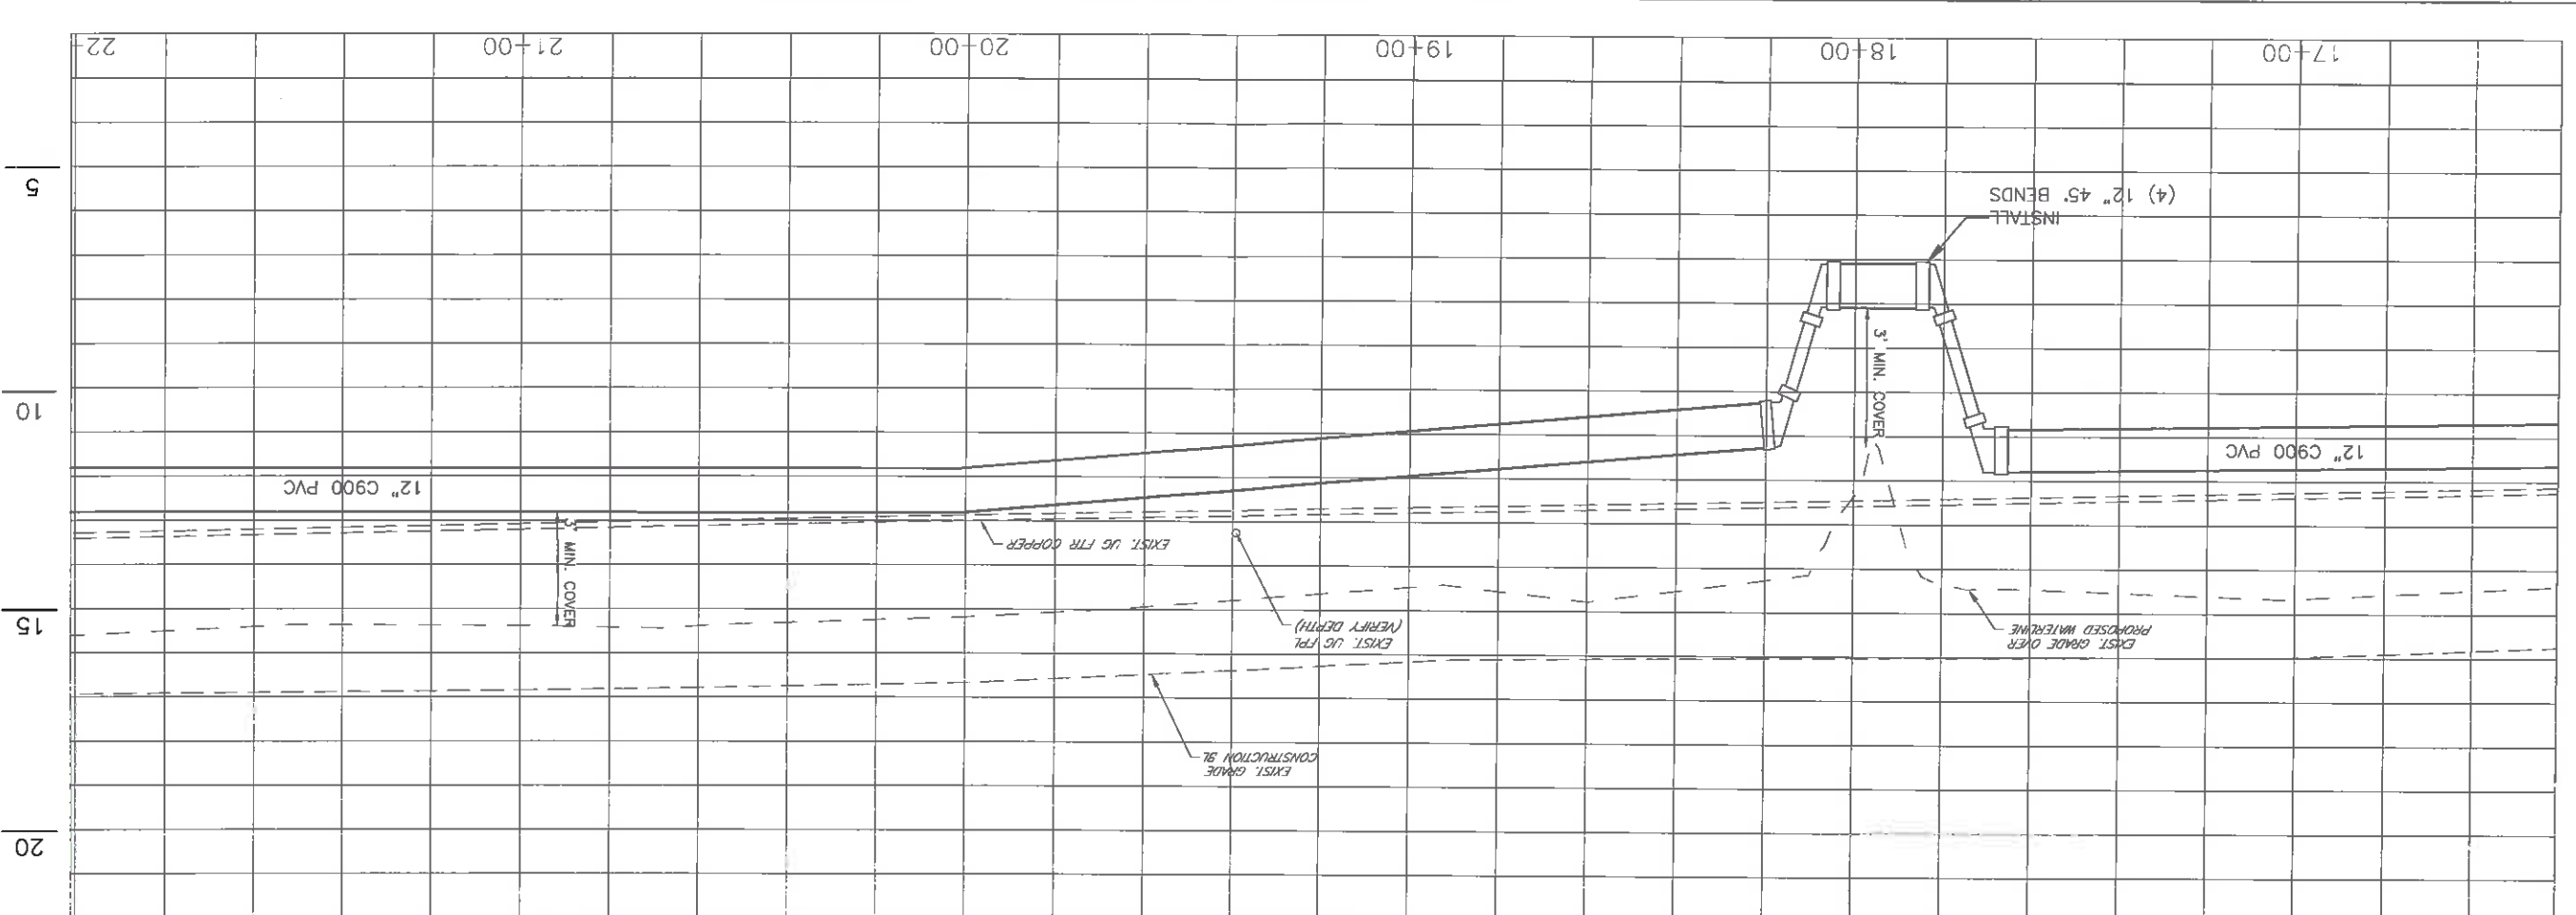 20
EXIST. GRADE
CONSTRUCTION BL
EXIST. GRADE OVER
PROPOSED WATERLINE
EXIST. UG FPL
(VERIFY DEPTH)
15
3' MIN. COVER
EXIST. UG FTR COPPER
12" C900 PVC
12" C900 PVC
10
3' MIN. COVER
INSTALL
(4) 12" 45° BENDS
5
17+00
18+00
19+00
20+00
21+00
22